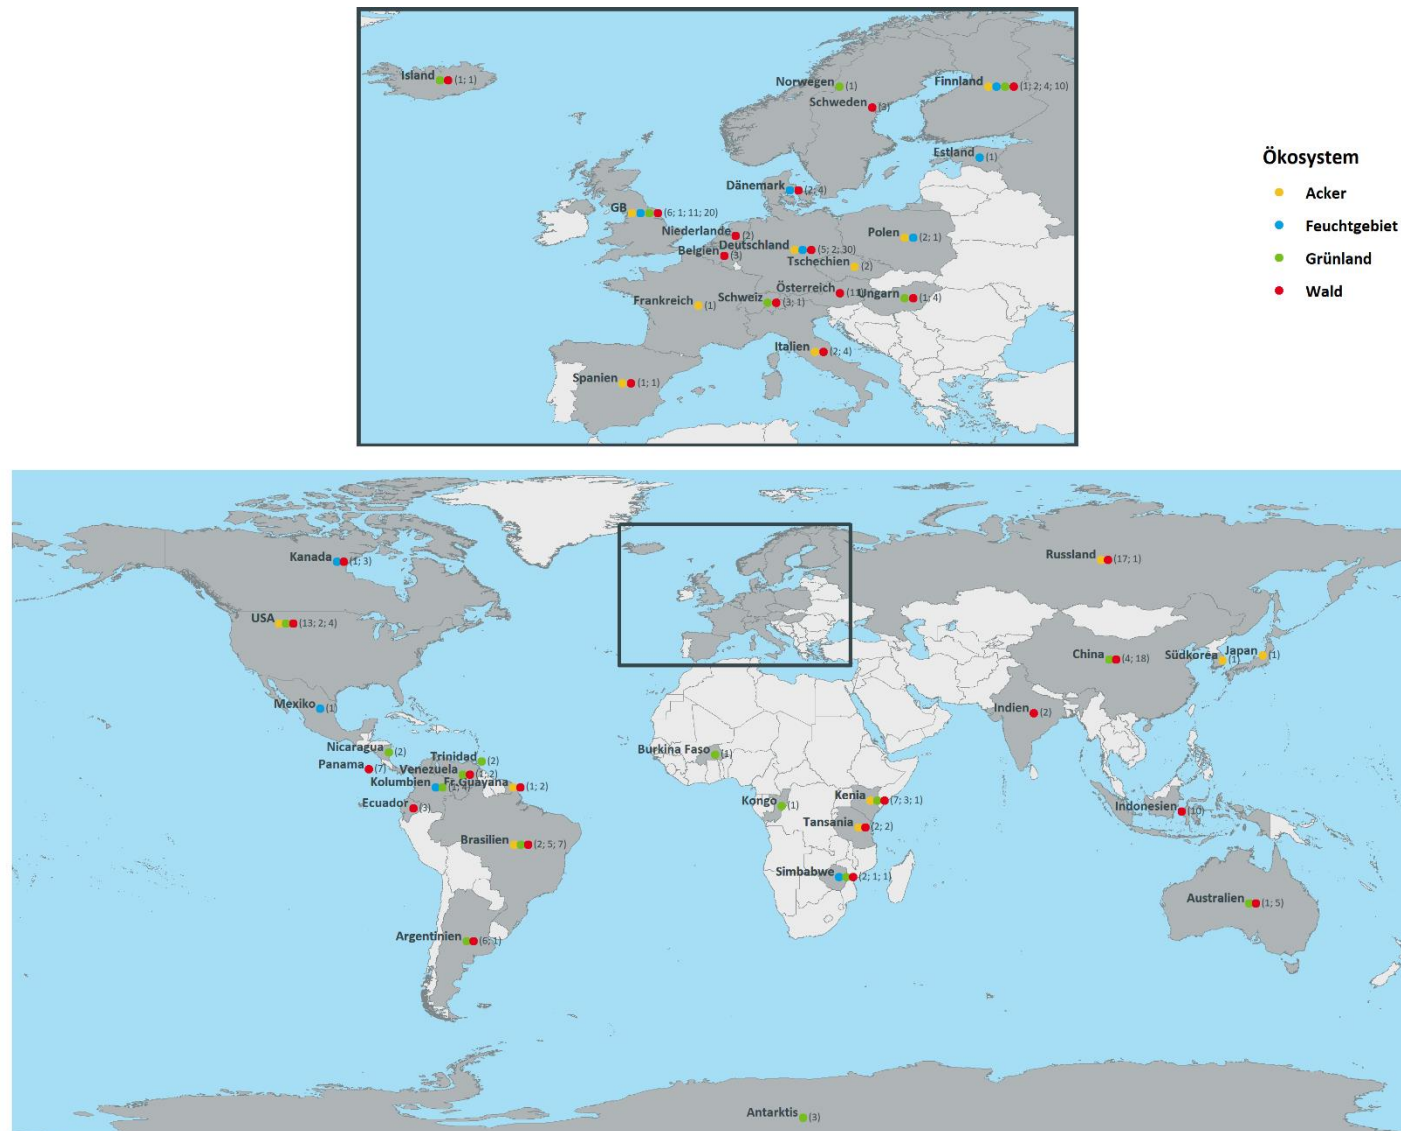 Island (1; 1)
Norwegen (1)
Finnland (1; 2; 4; 10)
Schweden (3)
Estland (1)
Dänemark (2; 4)
GB (6; 1; 11; 20)
Niederlande (2)
Deutschland (5; 2; 30)
Polen (2; 1)
Belgien (3)
Tschechien (2)
Österreich (11)
Ungarn (1; 4)
Schweiz (3; 1)
Frankreich (1)
Italien (2; 4)
Spanien (1; 1)
Ökosystem
Acker
Feuchtgebiet
Grünland
Wald
Kanada (1; 3)
Russland (17; 1)
USA (13; 2; 4)
China (4; 18)
Südkorea (1)
Japan (1)
Mexiko (1)
Indien (2)
Nicaragua (2)
Trinidad (2)
Burkina Faso (1)
Panama (7)
Venezuela (1; 2)
Kolumbien (1; 4)
Fr.Guayana (1; 2)
Ecuador (3)
Kongo (1)
Kenia (7; 3; 1)
Indonesien (10)
Tansania (2; 2)
Brasilien (2; 5; 7)
Simbabwe (2; 1; 1)
Australien (1; 5)
Argentinien (6; 1)
Antarktis (3)